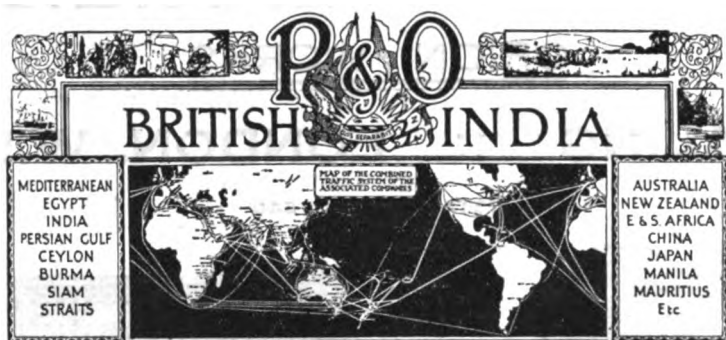 P & O
BRITISH INDIA
MAP OF THE COMBINED
TRAFFIC SYSTEM OF THE
ASSOCIATED COMPANIES
MEDITERRANEAN
EGYPT
INDIA
PERSIAN GULF
CEYLON
BURMA
SIAM
STRAITS
AUSTRALIA
NEW ZEALAND
E & S. AFRICA
CHINA
JAPAN
MANILA
MAURITIUS
Etc